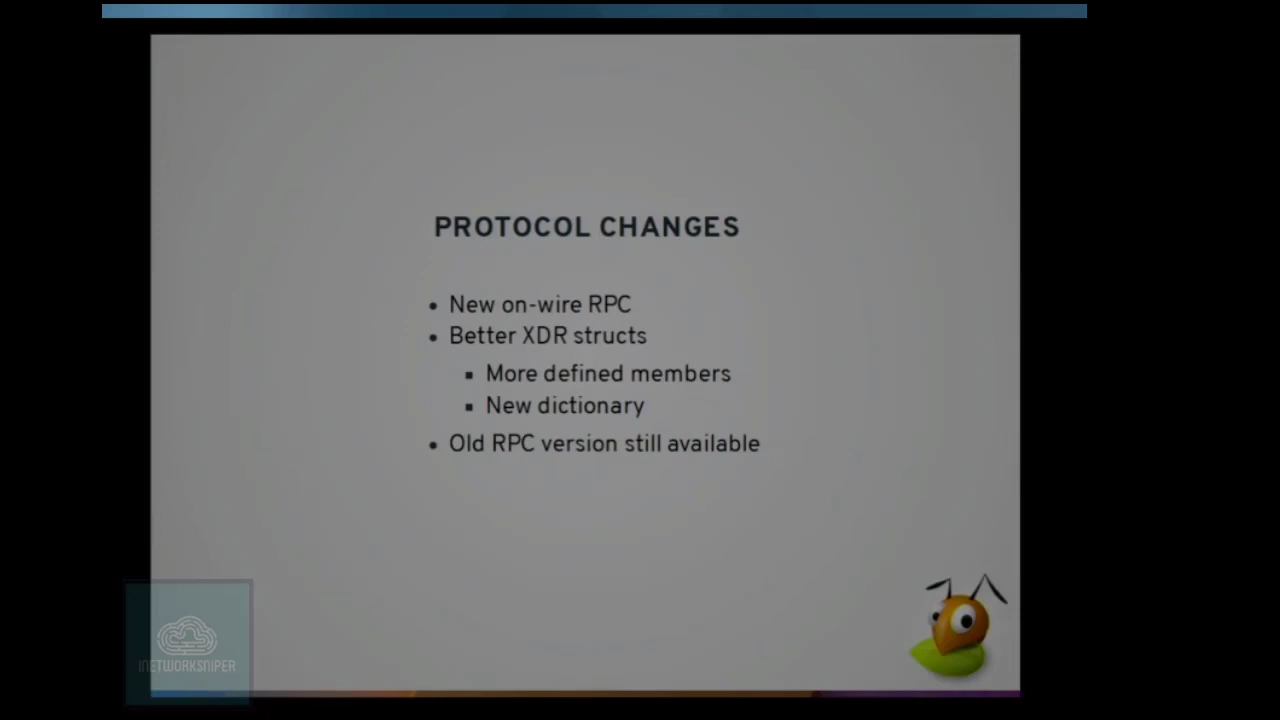 PROTOCOL CHANGES
• New on-wire RPC
• Better XDR structs
▪ More defined members
▪ New dictionary
• Old RPC version still available
INETWORKSNIPER